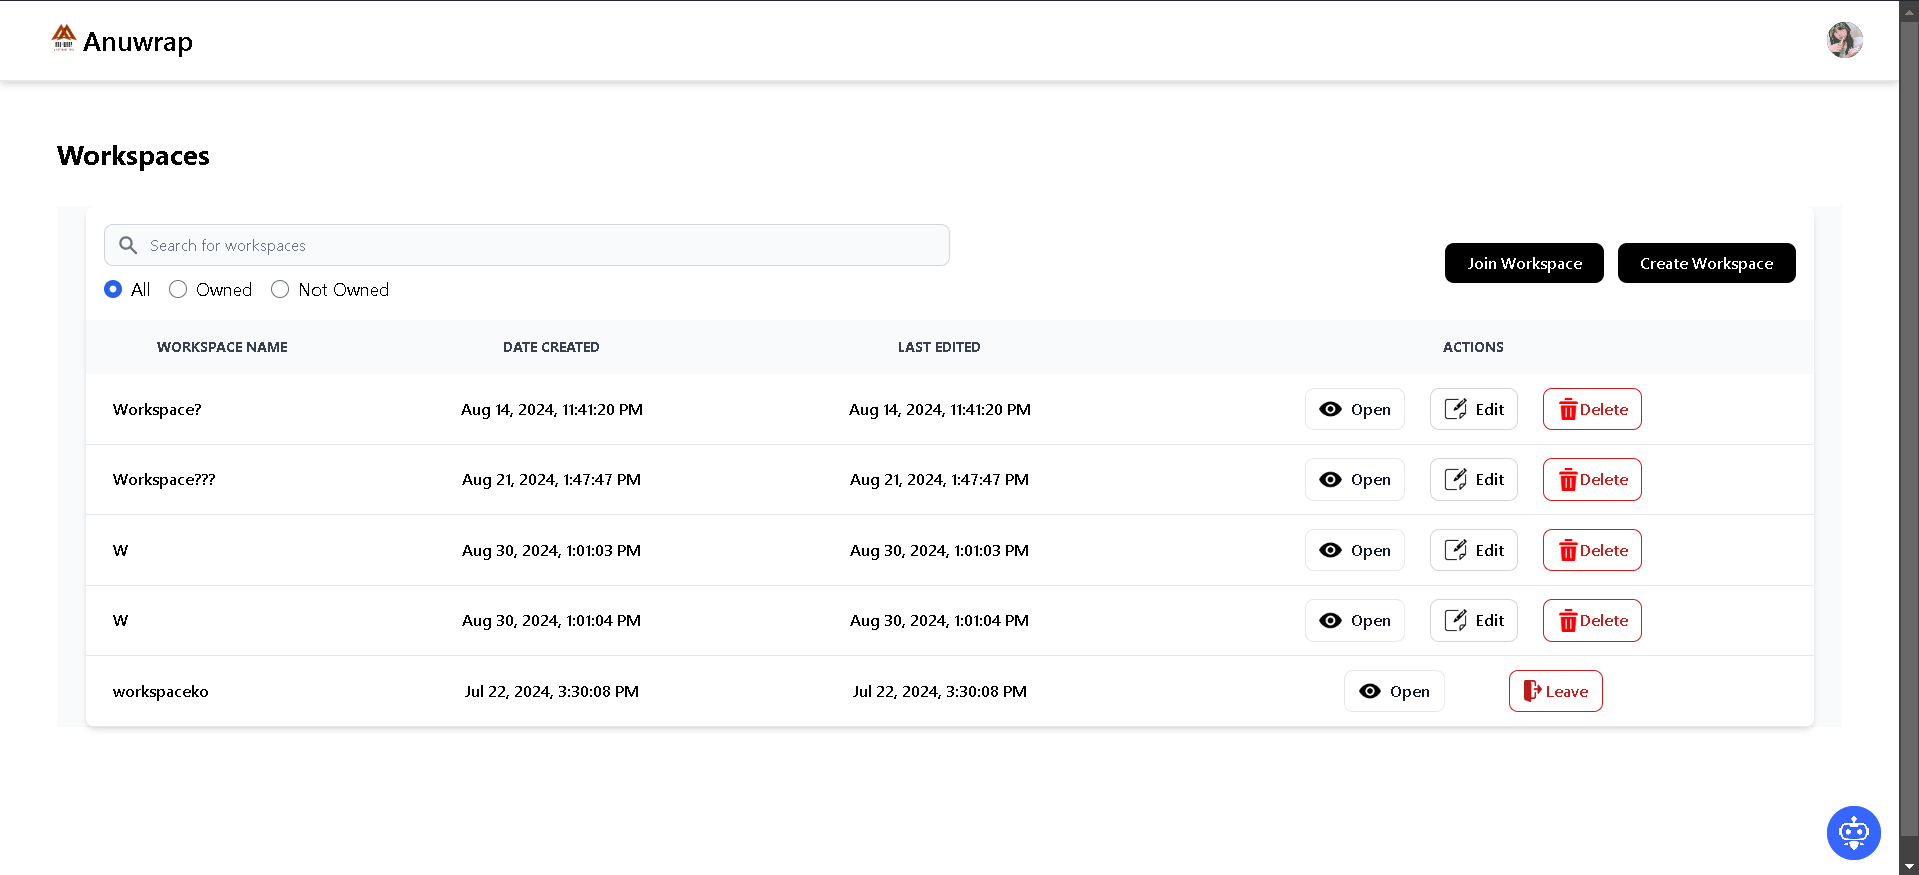 Anuwrap
Workspaces
Search for workspaces
All Owned Not Owned
Join Workspace Create Workspace
WORKSPACE NAME DATE CREATED LAST EDITED ACTIONS
Workspace? Aug 14, 2024, 11:41:20 PM Aug 14, 2024, 11:41:20 PM Open Edit Delete
Workspace??? Aug 21, 2024, 1:47:47 PM Aug 21, 2024, 1:47:47 PM Open Edit Delete
W Aug 30, 2024, 1:01:03 PM Aug 30, 2024, 1:01:03 PM Open Edit Delete
W Aug 30, 2024, 1:01:04 PM Aug 30, 2024, 1:01:04 PM Open Edit Delete
workspaceko Jul 22, 2024, 3:30:08 PM Jul 22, 2024, 3:30:08 PM Open Leave